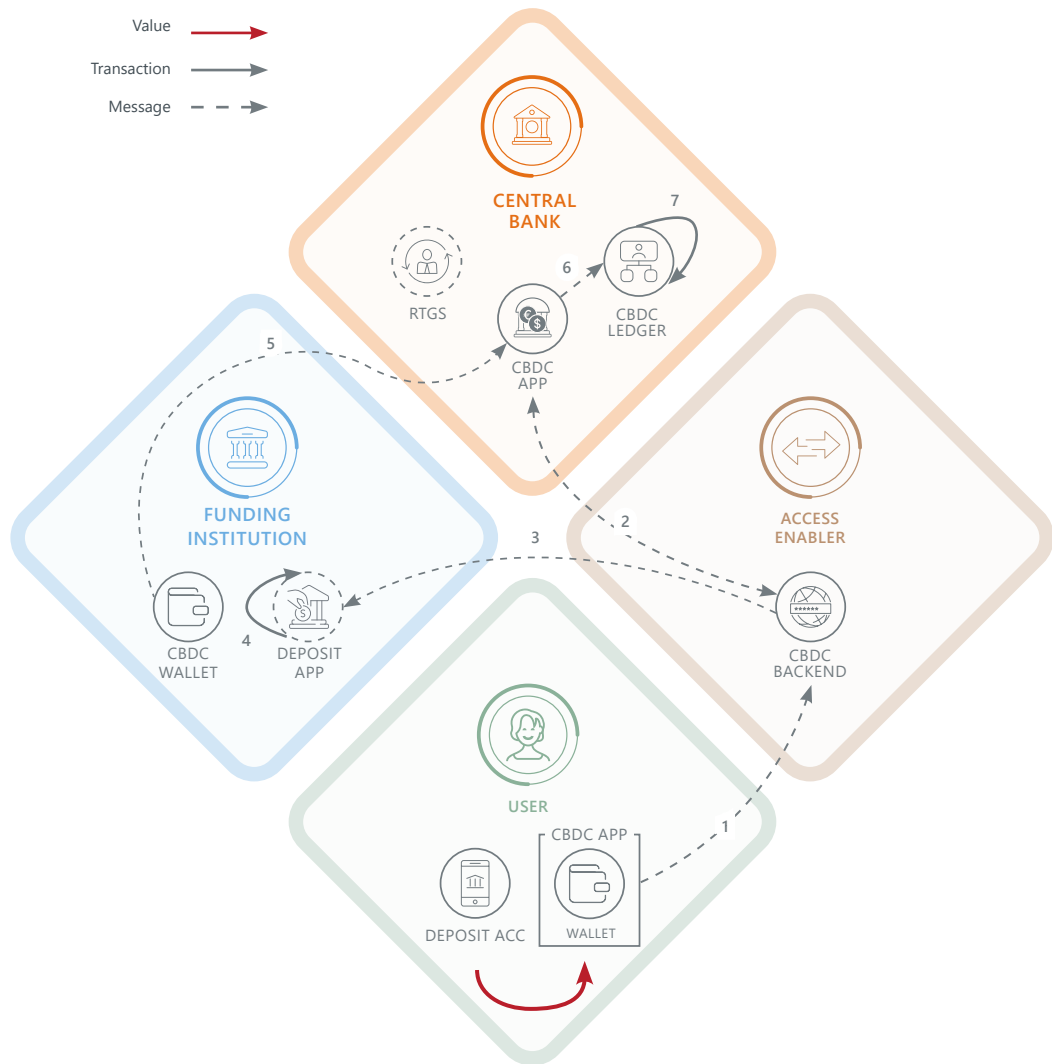 Value
Transaction
Message
CENTRAL
BANK
7
6
RTGS
CBDC
LEDGER
€
$
CBDC
APP
5
FUNDING
INSTITUTION
ACCESS
ENABLER
2
3
$
4
CBDC
WALLET
DEPOSIT
APP
******
CBDC
BACKEND
USER
1
CBDC APP
DEPOSIT ACC
WALLET